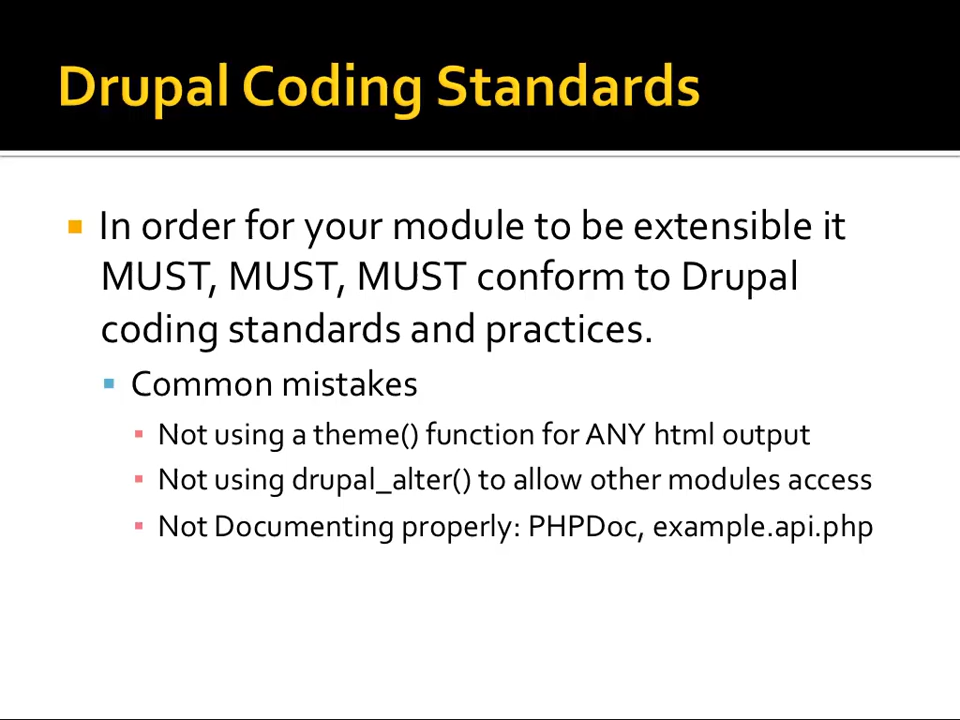 Drupal Coding Standards
In order for your module to be extensible it
MUST, MUST, MUST conform to Drupal
coding standards and practices.
Common mistakes
Not using a theme() function for ANY html output
Not using drupal_alter() to allow other modules access
Not Documenting properly: PHPDoc, example.api.php